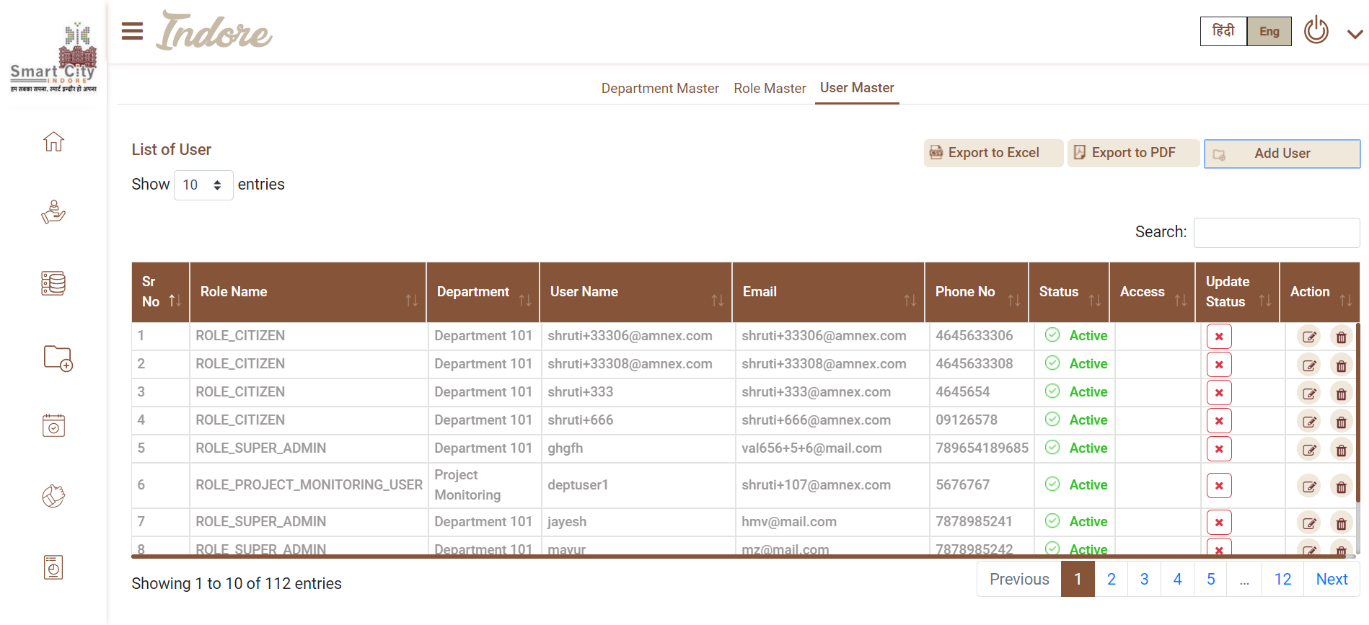 Indore
हिंदी Eng
Smart City
INDORE
हम सबका सपना, स्मार्ट इन्दौर हो अपना
Department Master Role Master User Master
List of User
Export to Excel Export to PDF Add User
Show 10 entries
Search:
Sr No Role Name Department User Name Email Phone No Status Access Update Status Action
1 ROLE_CITIZEN Department 101 shruti+33306@amnex.com shruti+33306@amnex.com 4645633306 Active
2 ROLE_CITIZEN Department 101 shruti+33308@amnex.com shruti+33308@amnex.com 4645633308 Active
3 ROLE_CITIZEN Department 101 shruti+333 shruti+333@amnex.com 4645654 Active
4 ROLE_CITIZEN Department 101 shruti+666 shruti+666@amnex.com 09126578 Active
5 ROLE_SUPER_ADMIN Department 101 ghgfh val656+5+6@mail.com 789654189685 Active
6 ROLE_PROJECT_MONITORING_USER Project Monitoring deptuser1 shruti+107@amnex.com 5676767 Active
7 ROLE_SUPER_ADMIN Department 101 jayesh hmv@mail.com 7878985241 Active
8 ROLE_SUPER_ADMIN Department 101 mayur mz@mail.com 7878985242 Active
Showing 1 to 10 of 112 entries
Previous 1 2 3 4 5 ... 12 Next